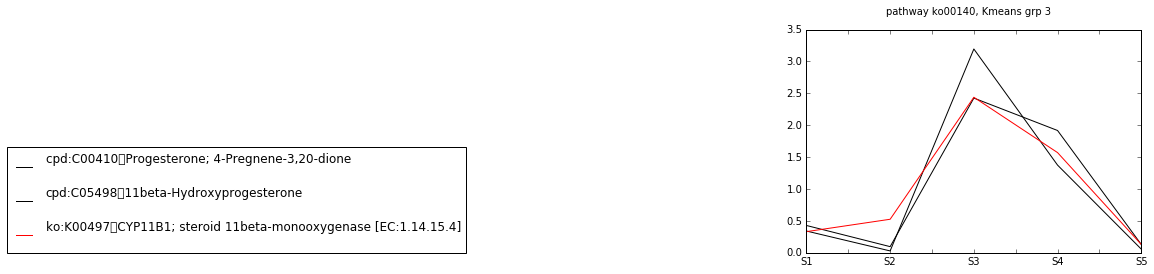 pathway ko00140, Kmeans grp 3
3.5
3.0
2.5
2.0
1.5
1.0
0.5
0.0
S1 S2 S3 S4 S5
cpd:C00410▯Progesterone; 4-Pregnene-3,20-dione
cpd:C05498▯11beta-Hydroxyprogesterone
ko:K00497▯CYP11B1; steroid 11beta-monooxygenase [EC:1.14.15.4]